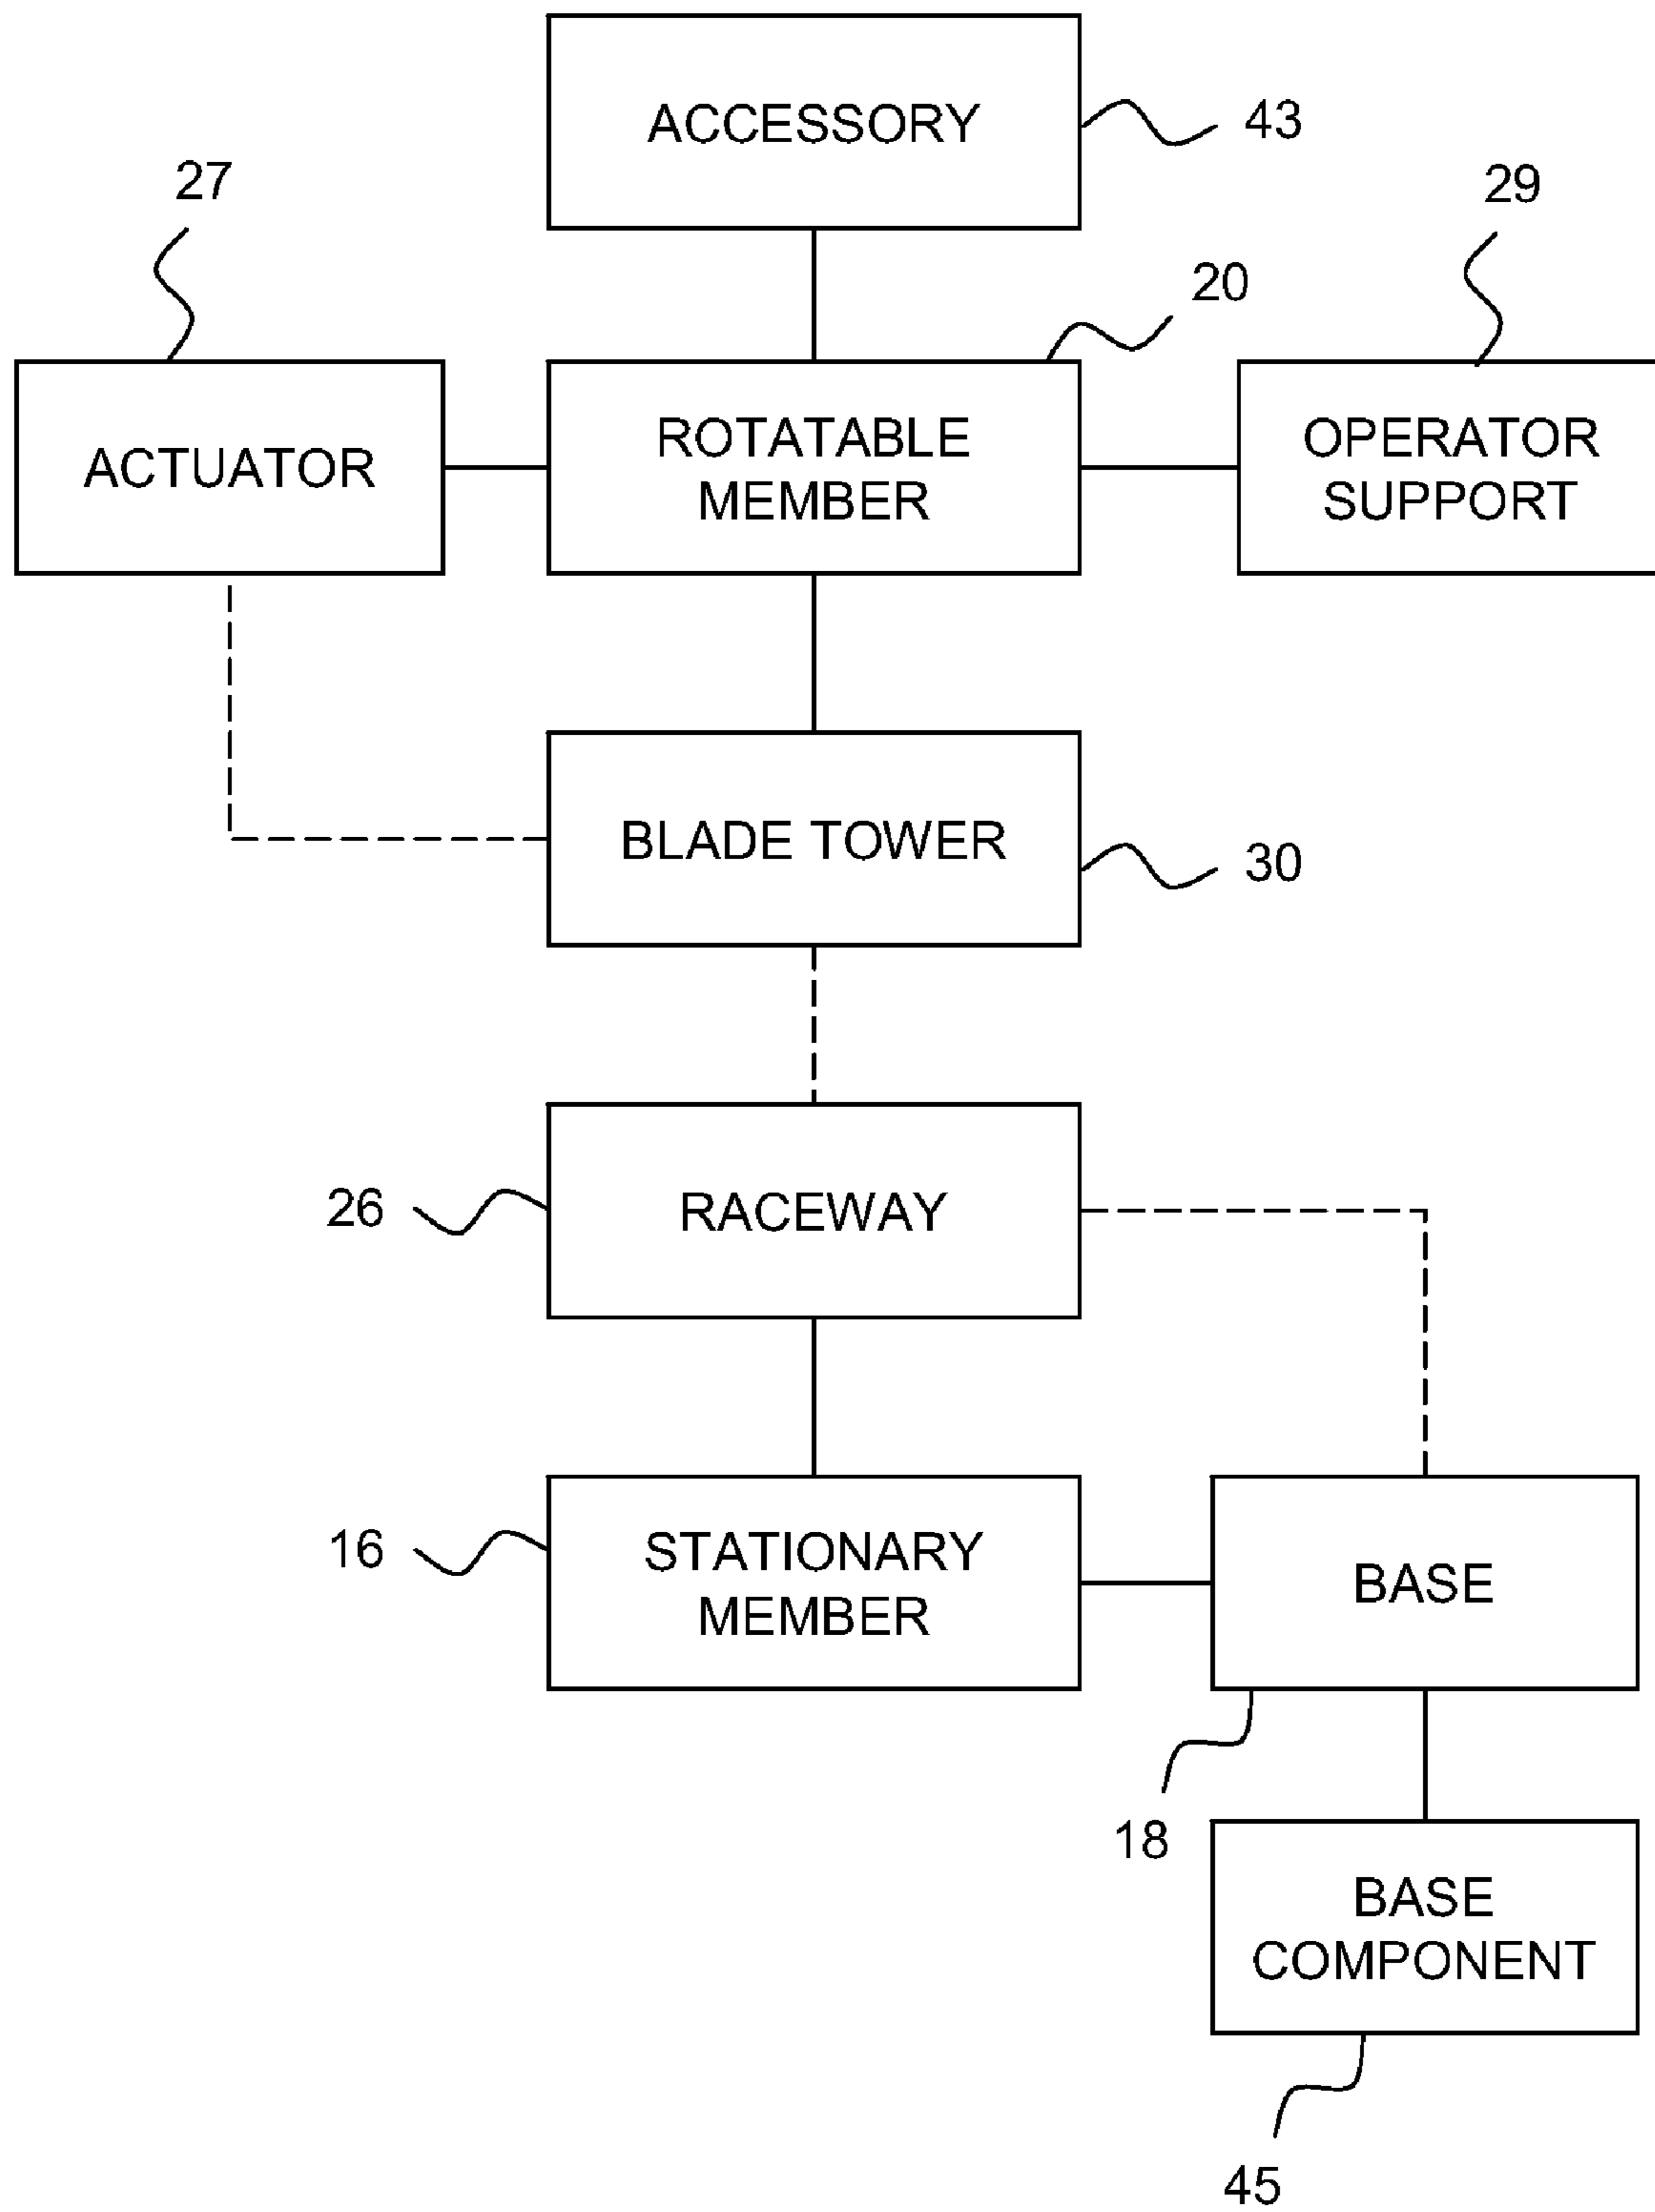 ACCESSORY
43
27
29
20
ACTUATOR
ROTATABLE
MEMBER
OPERATOR
SUPPORT
BLADE TOWER
30
26
RACEWAY
16
STATIONARY
MEMBER
BASE
18
BASE
COMPONENT
45